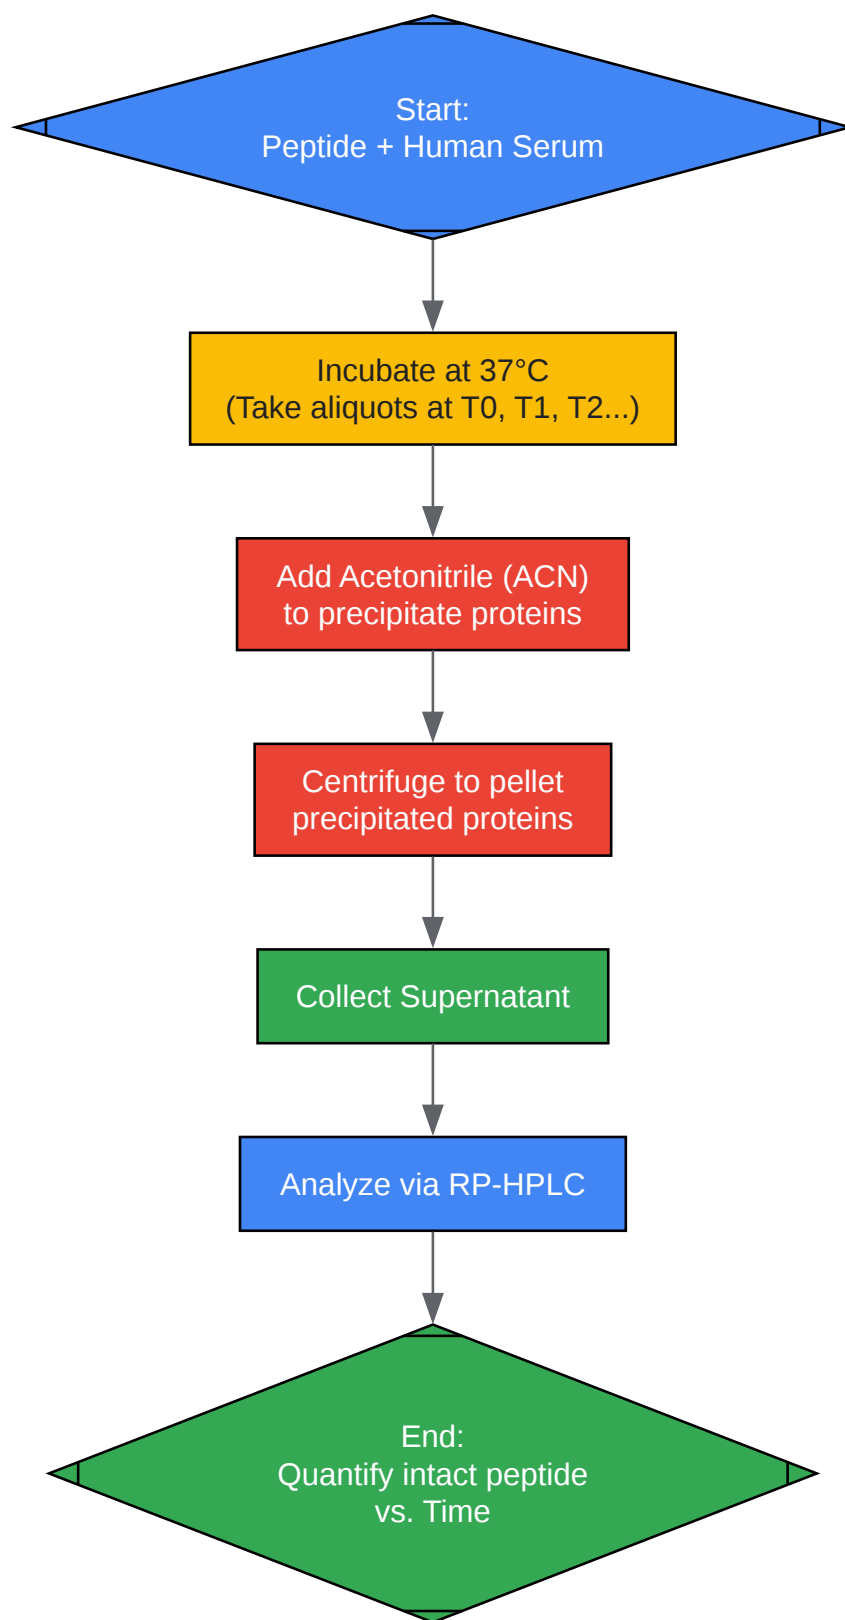 Start:
Peptide + Human Serum
Incubate at 37°C
(Take aliquots at T0, T1, T2...)
Add Acetonitrile (ACN)
to precipitate proteins
Centrifuge to pellet
precipitated proteins
Collect Supernatant
Analyze via RP-HPLC
End:
Quantify intact peptide
vs. Time